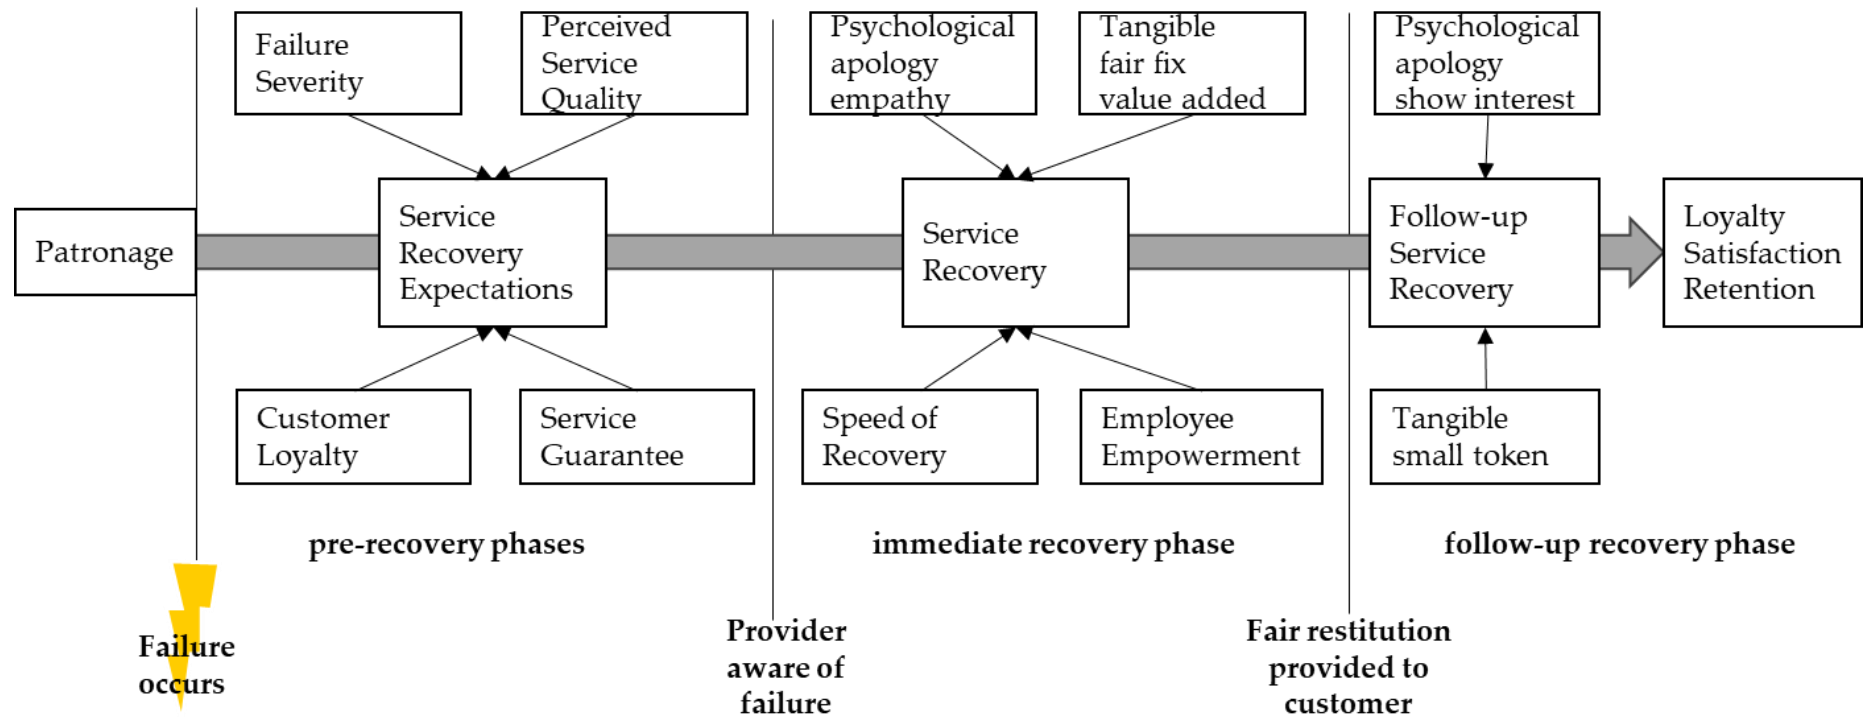 Failure
Severity
Perceived
Service
Quality
Psychological
apology
empathy
Tangible
fair fix
value added
Psychological
apology
show interest
Patronage
Service
Recovery
Expectations
Service
Recovery
Follow-up
Service
Recovery
Loyalty
Satisfaction
Retention
Customer
Loyalty
Service
Guarantee
Speed of
Recovery
Employee
Empowerment
Tangible
small token
pre-recovery phases
immediate recovery phase
follow-up recovery phase
Failure
occurs
Provider
aware of
failure
Fair restitution
provided to
customer